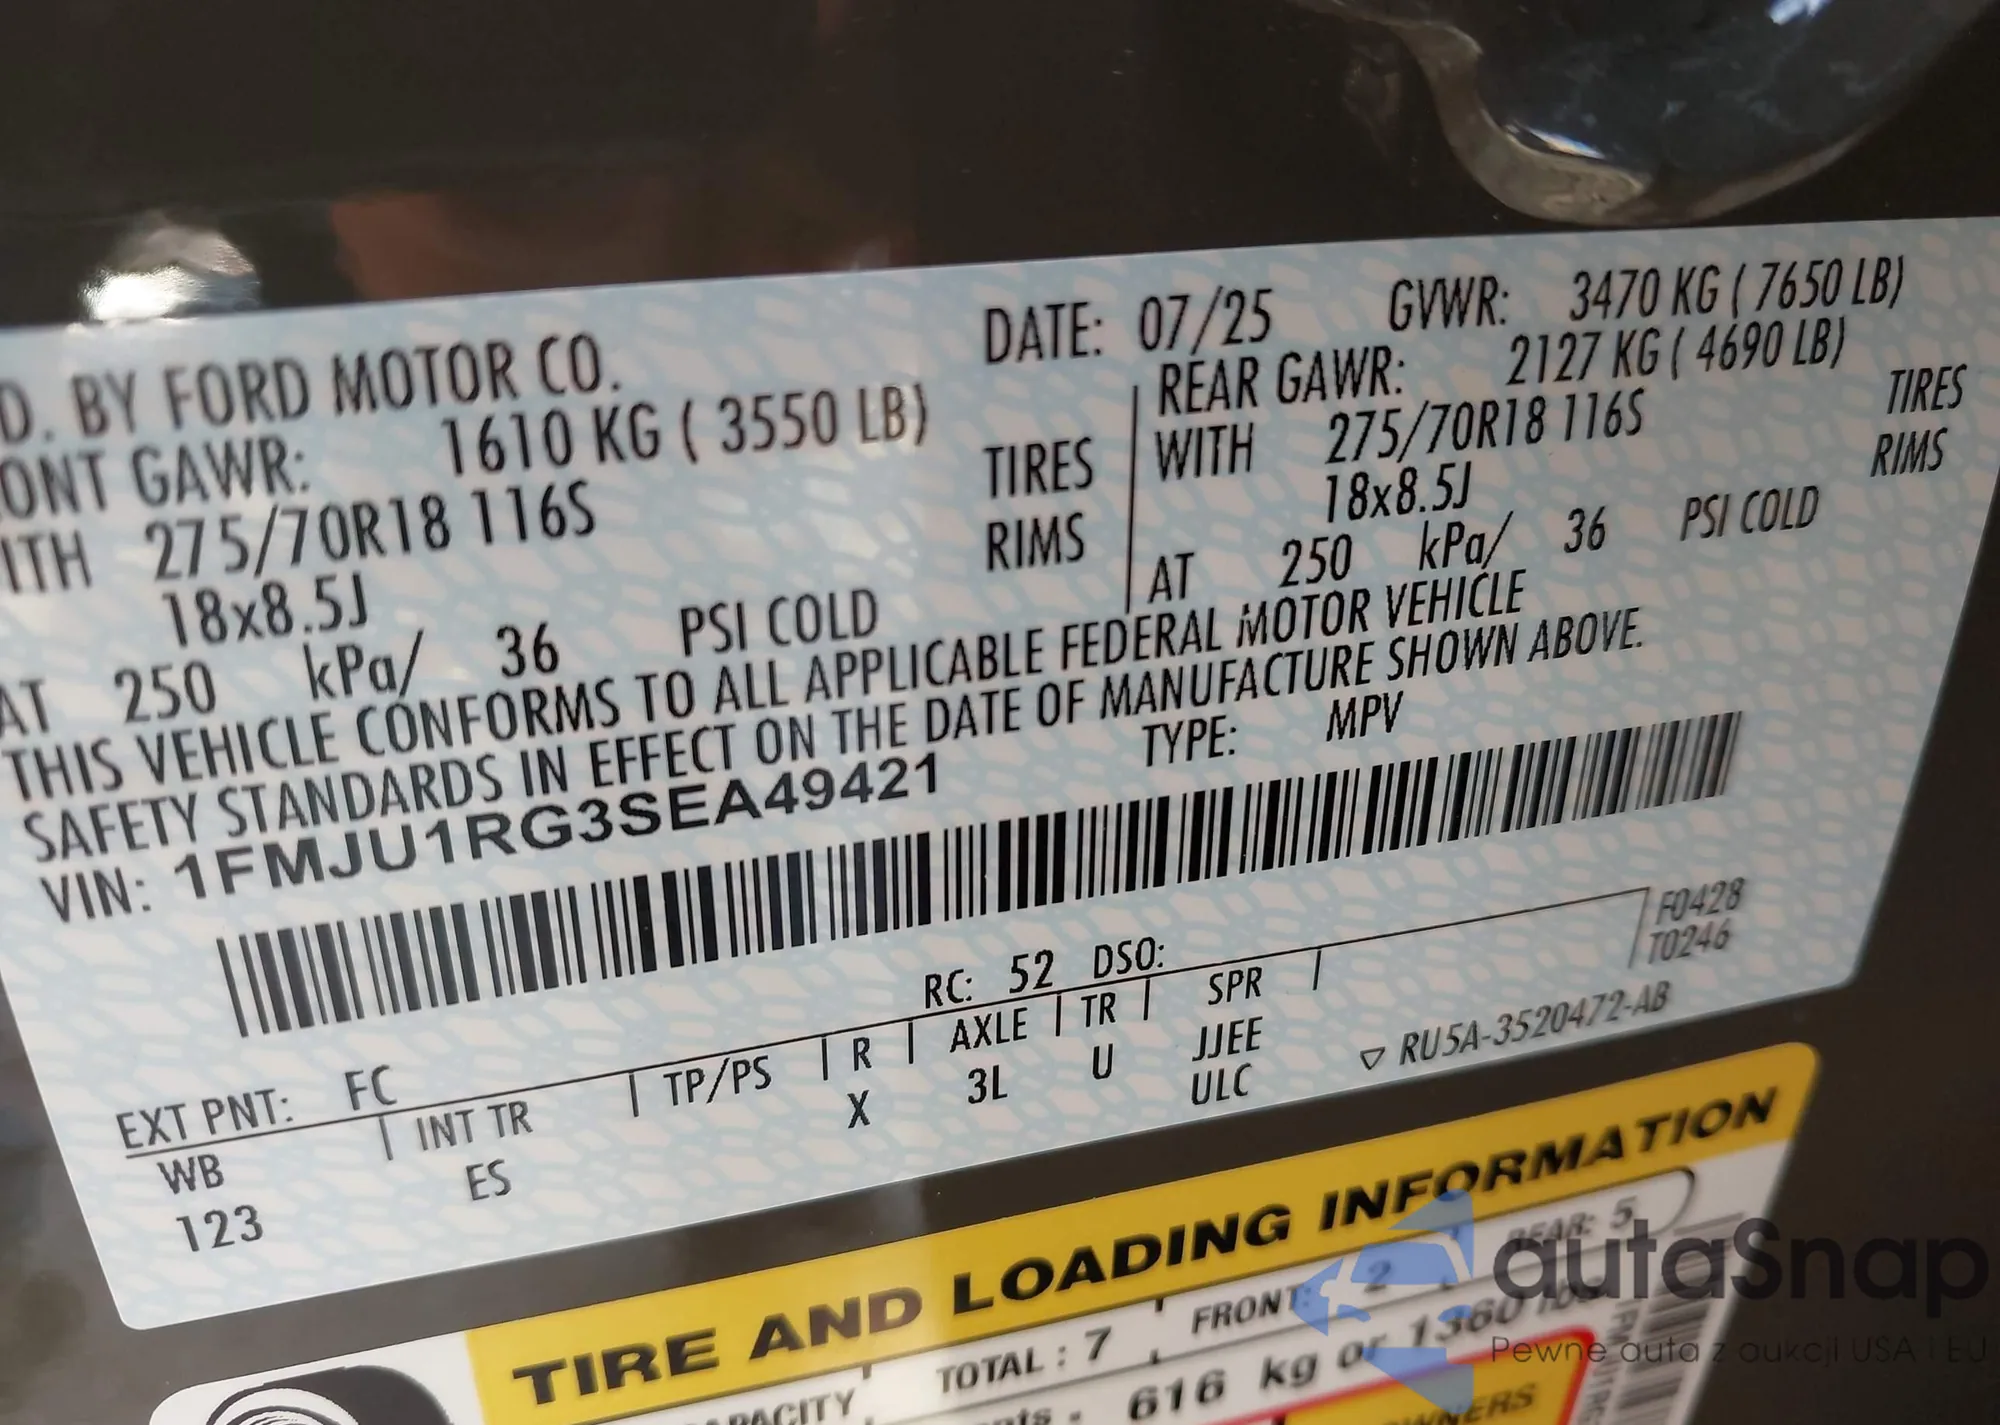 D. BY FORD MOTOR CO.
DATE: 07/25 GVWR: 3470 KG ( 7650 LB)
ONT GAWR: 1610 KG ( 3550 LB)
REAR GAWR: 2127 KG ( 4690 LB)
ITH 275/70R18 116S TIRES
WITH 275/70R18 116S TIRES
18x8.5J RIMS
18x8.5J RIMS
AT 250 kPa/ 36 PSI COLD
AT 250 kPa/ 36 PSI COLD
THIS VEHICLE CONFORMS TO ALL APPLICABLE FEDERAL MOTOR VEHICLE
SAFETY STANDARDS IN EFFECT ON THE DATE OF MANUFACTURE SHOWN ABOVE.
VIN: 1FMJU1RG3SEA49421
TYPE: MPV
F0428
T0246
EXT PNT: FC RC: 52 DSO:
WB INT TR TP/PS R AXLE TR SPR
123 ES X 3L U JJEE
ULC
▽ RU5A-3520472-AB
TIRE AND LOADING INFORMATION
PACITY TOTAL : 7 FRONT: 2 REAR: 5
nts 616 kg or 1360
WNERS
autaSnap
Pewne auta z aukcji USA i EU